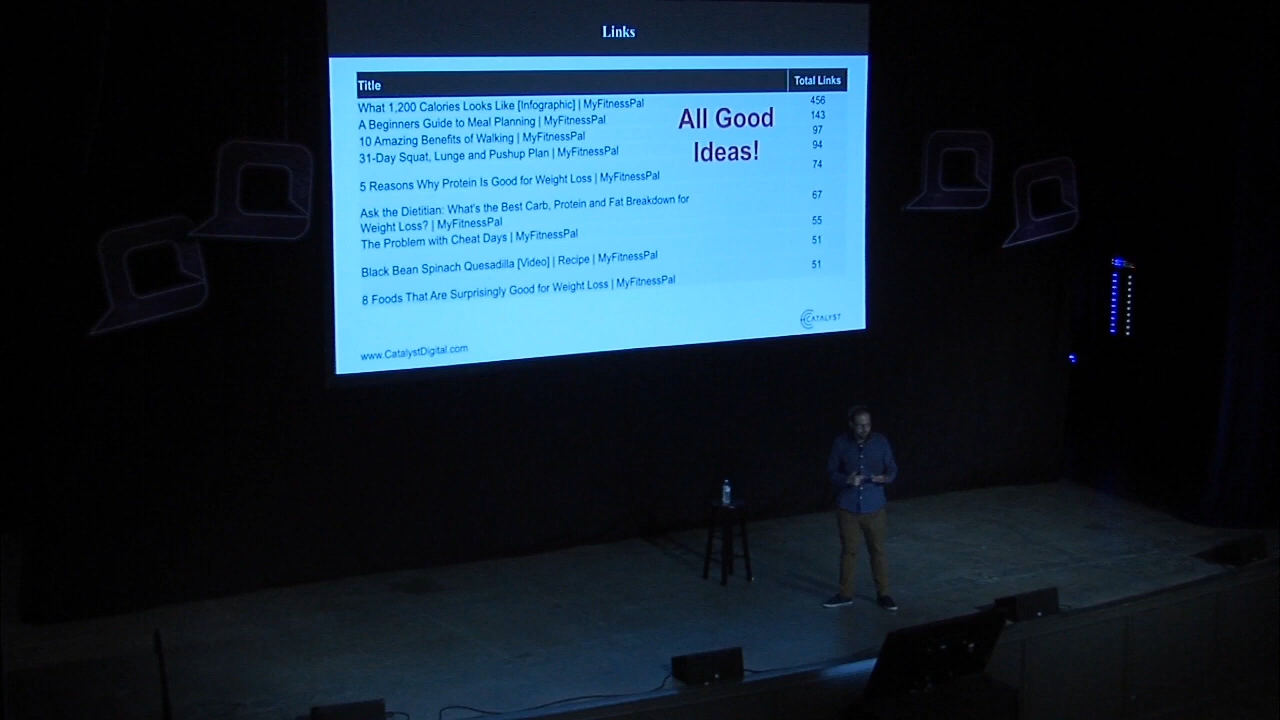 Links
Title Total Links
What 1,200 Calories Looks Like [Infographic] | MyFitnessPal 456
A Beginners Guide to Meal Planning | MyFitnessPal 143
10 Amazing Benefits of Walking | MyFitnessPal 97
31-Day Squat, Lunge and Pushup Plan | MyFitnessPal 94
5 Reasons Why Protein Is Good for Weight Loss | MyFitnessPal 74
Ask the Dietitian: What's the Best Carb, Protein and Fat Breakdown for
Weight Loss? | MyFitnessPal 67
The Problem with Cheat Days | MyFitnessPal 55
Black Bean Spinach Quesadilla [Video] | Recipe | MyFitnessPal 51
8 Foods That Are Surprisingly Good for Weight Loss | MyFitnessPal 51
All Good
Ideas!
CATALYST
www.CatalystDigital.com